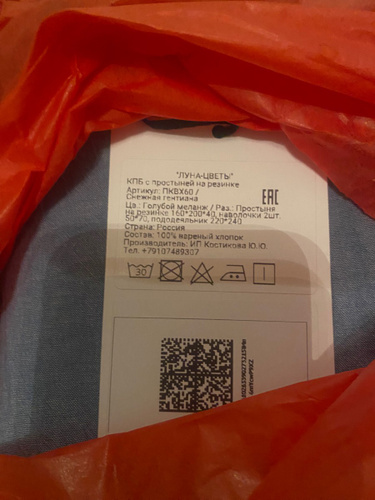 "ЛУНА-ЦВЕТЫ"
КПБ с простыней на резинке
Артикул: ПКВХ60 /
Снежная гентиана
EAC
Цв.: Голубой меланж / Раз.: Простыня
на резинке 160*200*40, наволочки 2шт.
50*70, пододеяльник 220*240
Страна: Россия
Состав: 100% вареный хлопок
Производитель: ИП Костикова Ю.Ю.
Тел. +79107489307
30